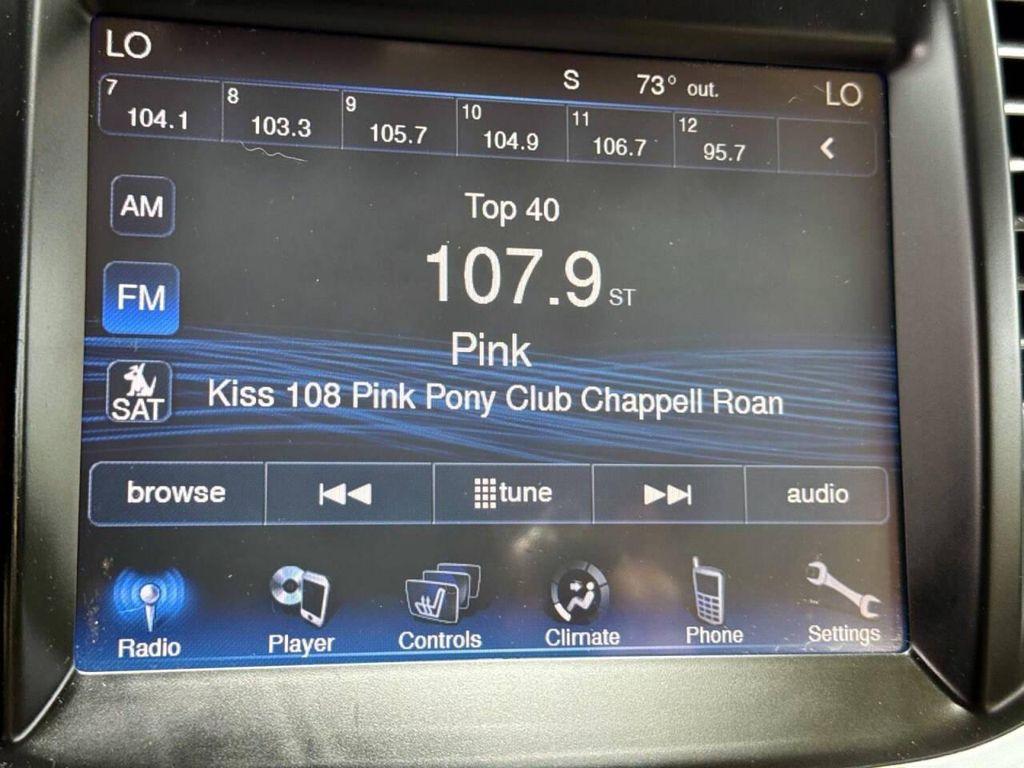 LO
S 73° out. LO
7 8 9 10 11 12
104.1 103.3 105.7 104.9 106.7 95.7
AM
Top 40
107.9 ST
FM
Pink
SAT
Kiss 108 Pink Pony Club Chappell Roan
browse tune audio
Radio Player Controls Climate Phone Settings